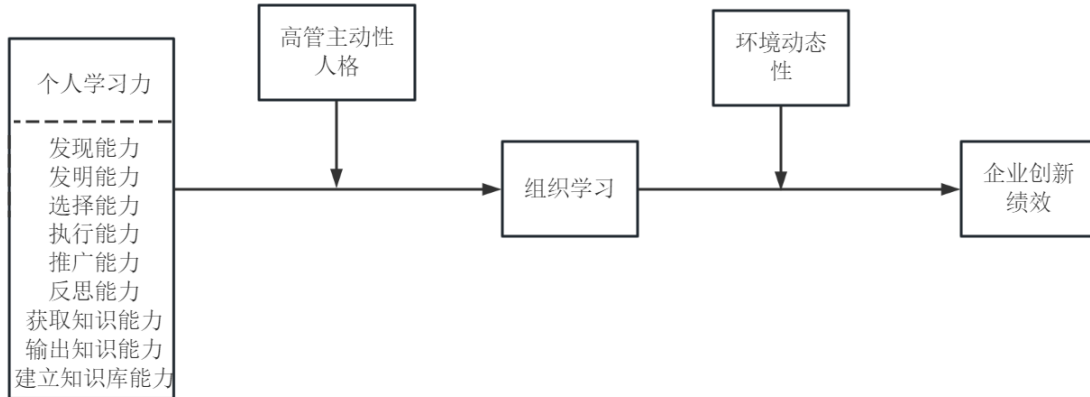 个人学习力
发现能力
发明能力
选择能力
执行能力
推广能力
反思能力
获取知识能力
输出知识能力
建立知识库能力
高管主动性
人格
组织学习
环境动态
性
企业创新
绩效